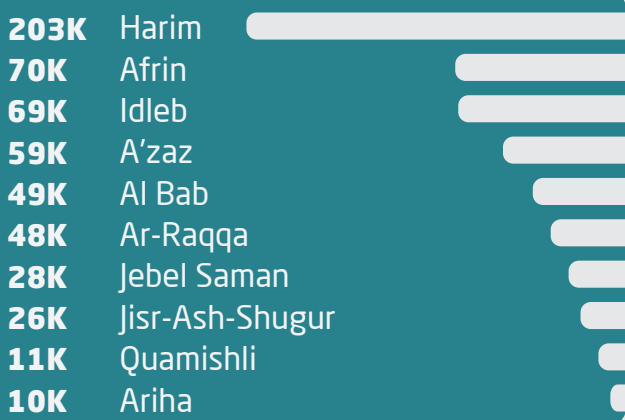 203K Harim
70K Afrin
69K Idleb
59K A'zaz
49K Al Bab
48K Ar-Raqqa
28K Jebel Saman
26K Jisr-Ash-Shugur
11K Quamishli
10K Ariha